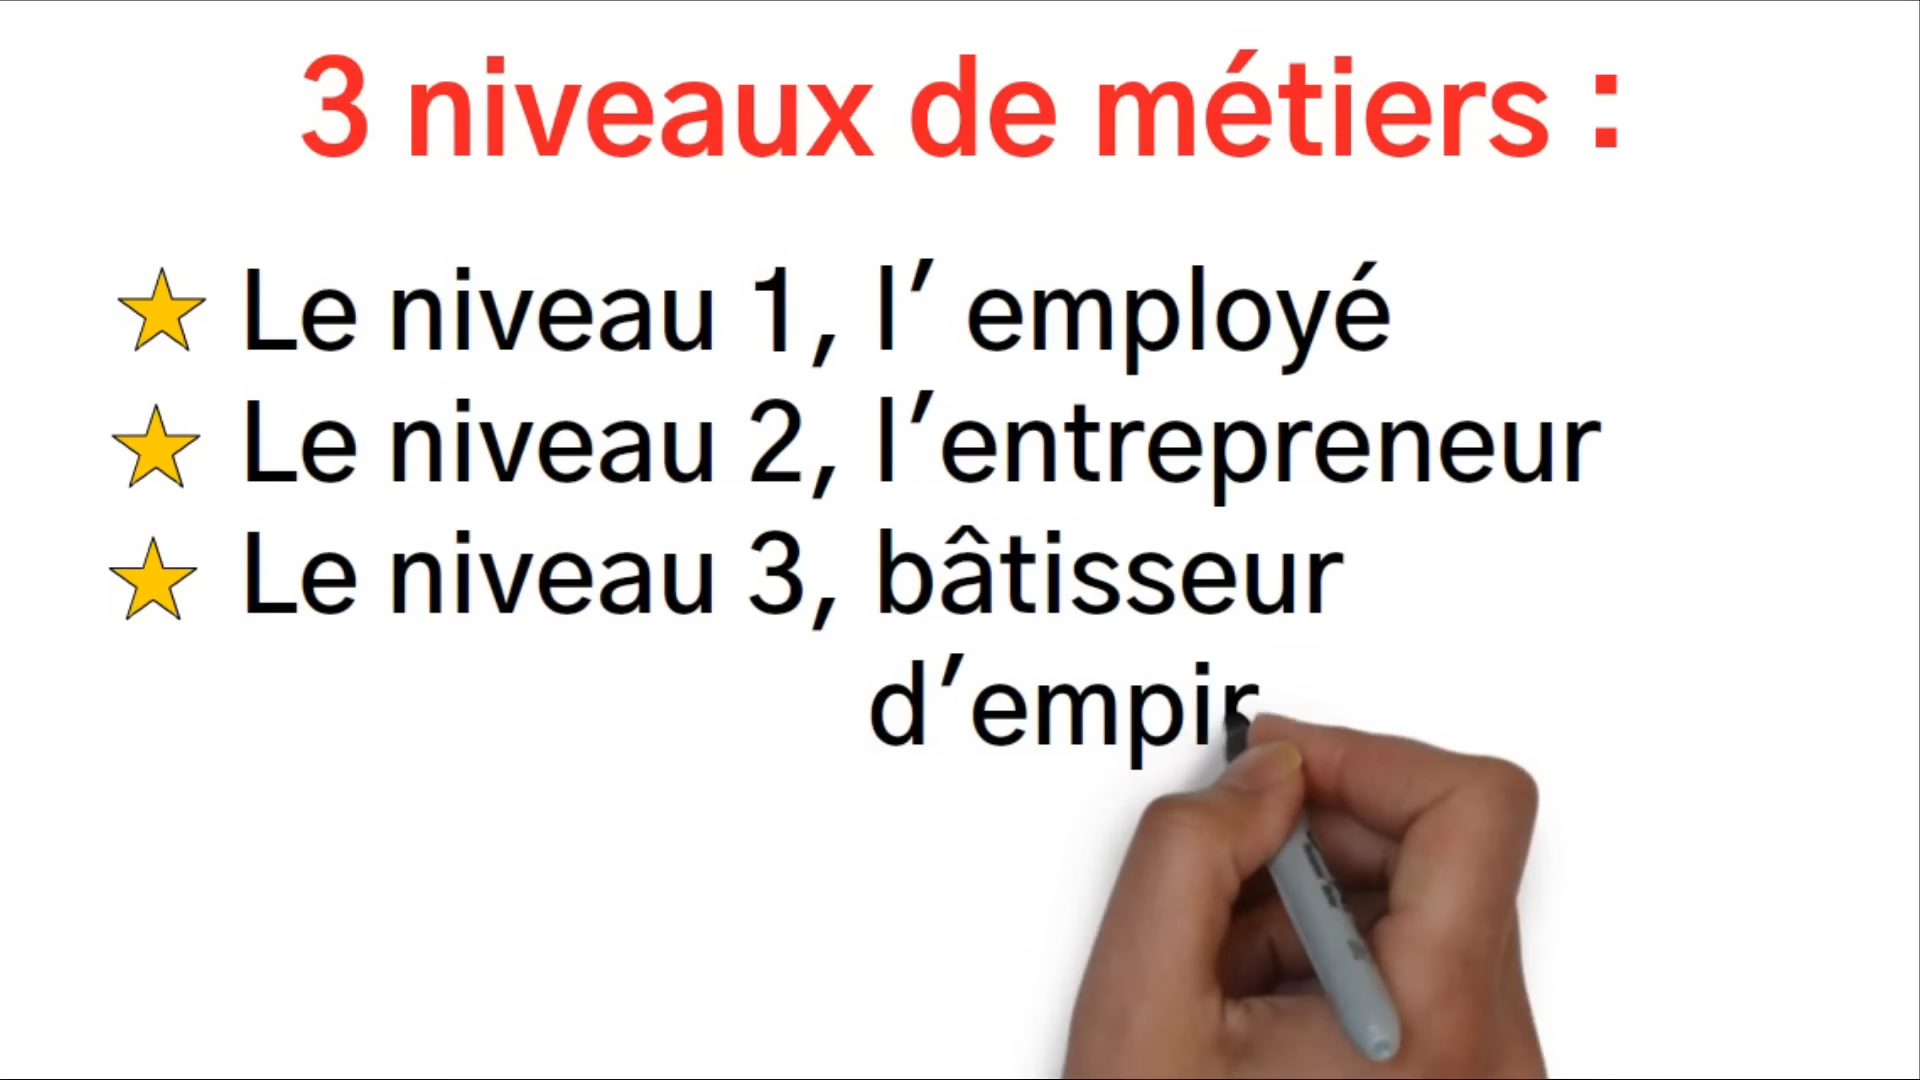 3 niveaux de métiers :
Le niveau 1, l’ employé
Le niveau 2, l’entrepreneur
Le niveau 3, bâtisseur
d’empir